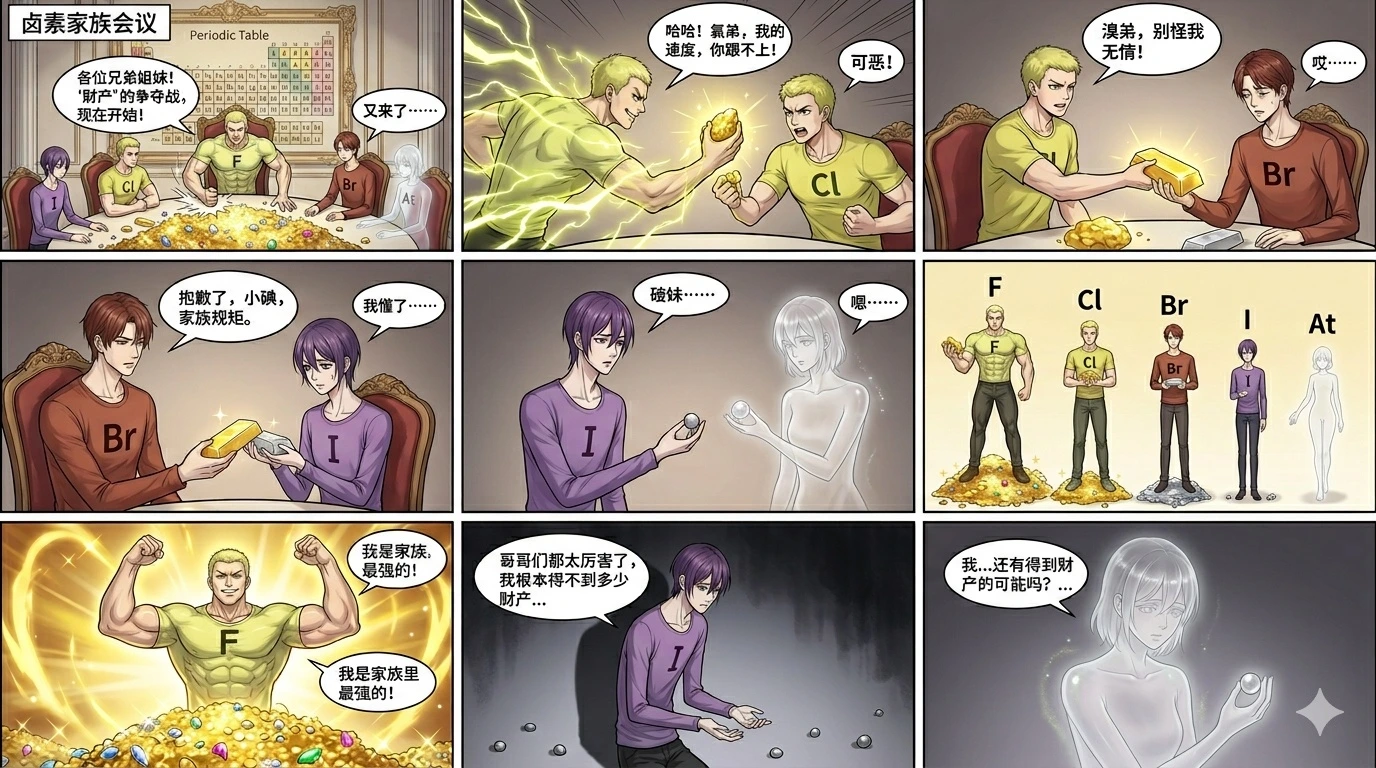 卤素家族会议
Periodic Table
各位兄弟姐妹!
"财产"的争夺战,
现在开始!
又来了……
I
Cl
F
Br
At
哈哈! 氯弟, 我的
速度, 你跟不上!
可恶!
Cl
溴弟, 别怪我
无情!
哎……
Br
抱歉了, 小碘,
家族规矩。
我懂了……
Br
I
破妹……
嗯……
I
F
Cl
Br
I
At
F
Cl
Br
I
我是家族,
最强的!
F
我是家族里
最强的!
哥哥们都太厉害了,
我根本得不到多少
财产...
I
我...还有得到财
产的可能吗? ...